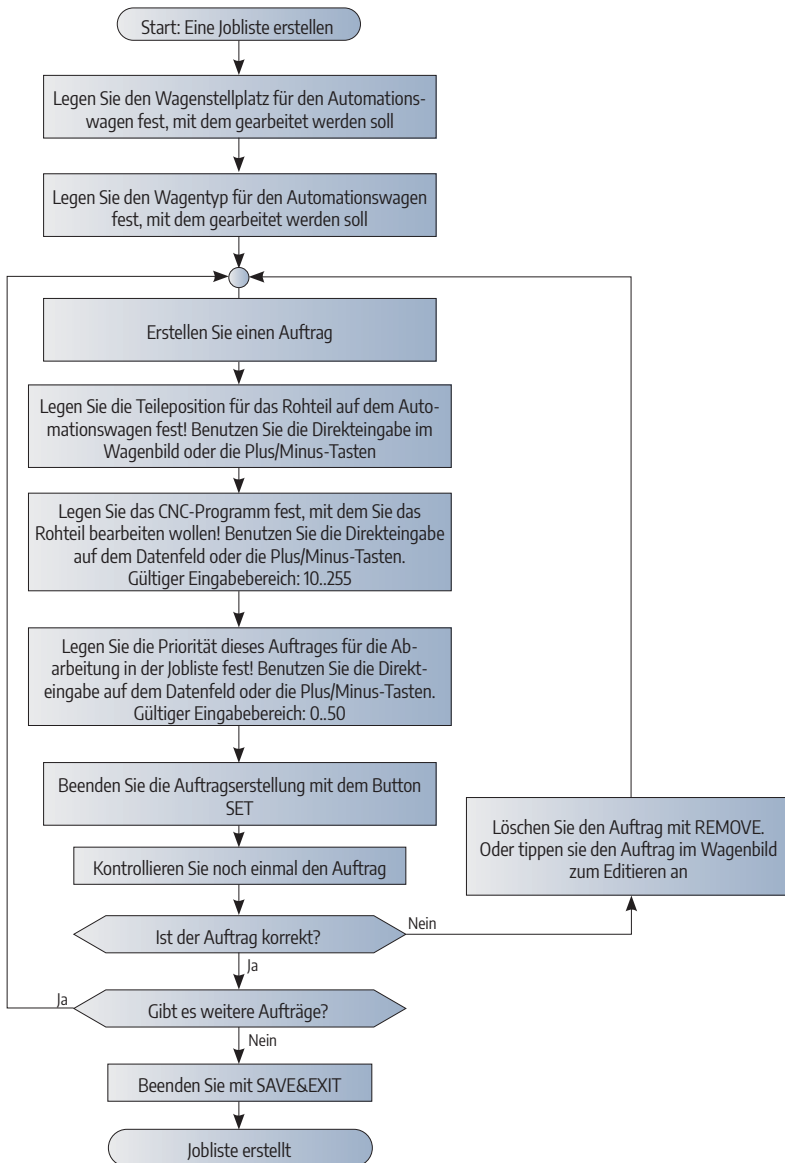 Start: Eine Jobliste erstellen
Legen Sie den Wagenstellplatz für den Automations-
wagen fest, mit dem gearbeitet werden soll
Legen Sie den Wagentyp für den Automationswagen
fest, mit dem gearbeitet werden soll
Erstellen Sie einen Auftrag
Legen Sie die Teileposition für das Rohteil auf dem Auto-
mationswagen fest! Benutzen Sie die Direkteingabe im
Wagenbild oder die Plus/Minus-Tasten
Legen Sie das CNC-Programm fest, mit dem Sie das
Rohteil bearbeiten wollen! Benutzen Sie die Direkteingabe
auf dem Datenfeld oder die Plus/Minus-Tasten.
Gültiger Eingabebereich: 10..255
Legen Sie die Priorität dieses Auftrages für die Ab-
arbeitung in der Jobliste fest! Benutzen Sie die Direkt-
eingabe auf dem Datenfeld oder die Plus/Minus-Tasten.
Gültiger Eingabebereich: 0..50
Beenden Sie die Auftragserstellung mit dem Button
SET
Kontrollieren Sie noch einmal den Auftrag
Ist der Auftrag korrekt?
Nein
Löschen Sie den Auftrag mit REMOVE.
Oder tippen sie den Auftrag im Wagenbild
zum Editieren an
Ja
Gibt es weitere Aufträge?
Ja
Nein
Beenden Sie mit SAVE&EXIT
Jobliste erstellt